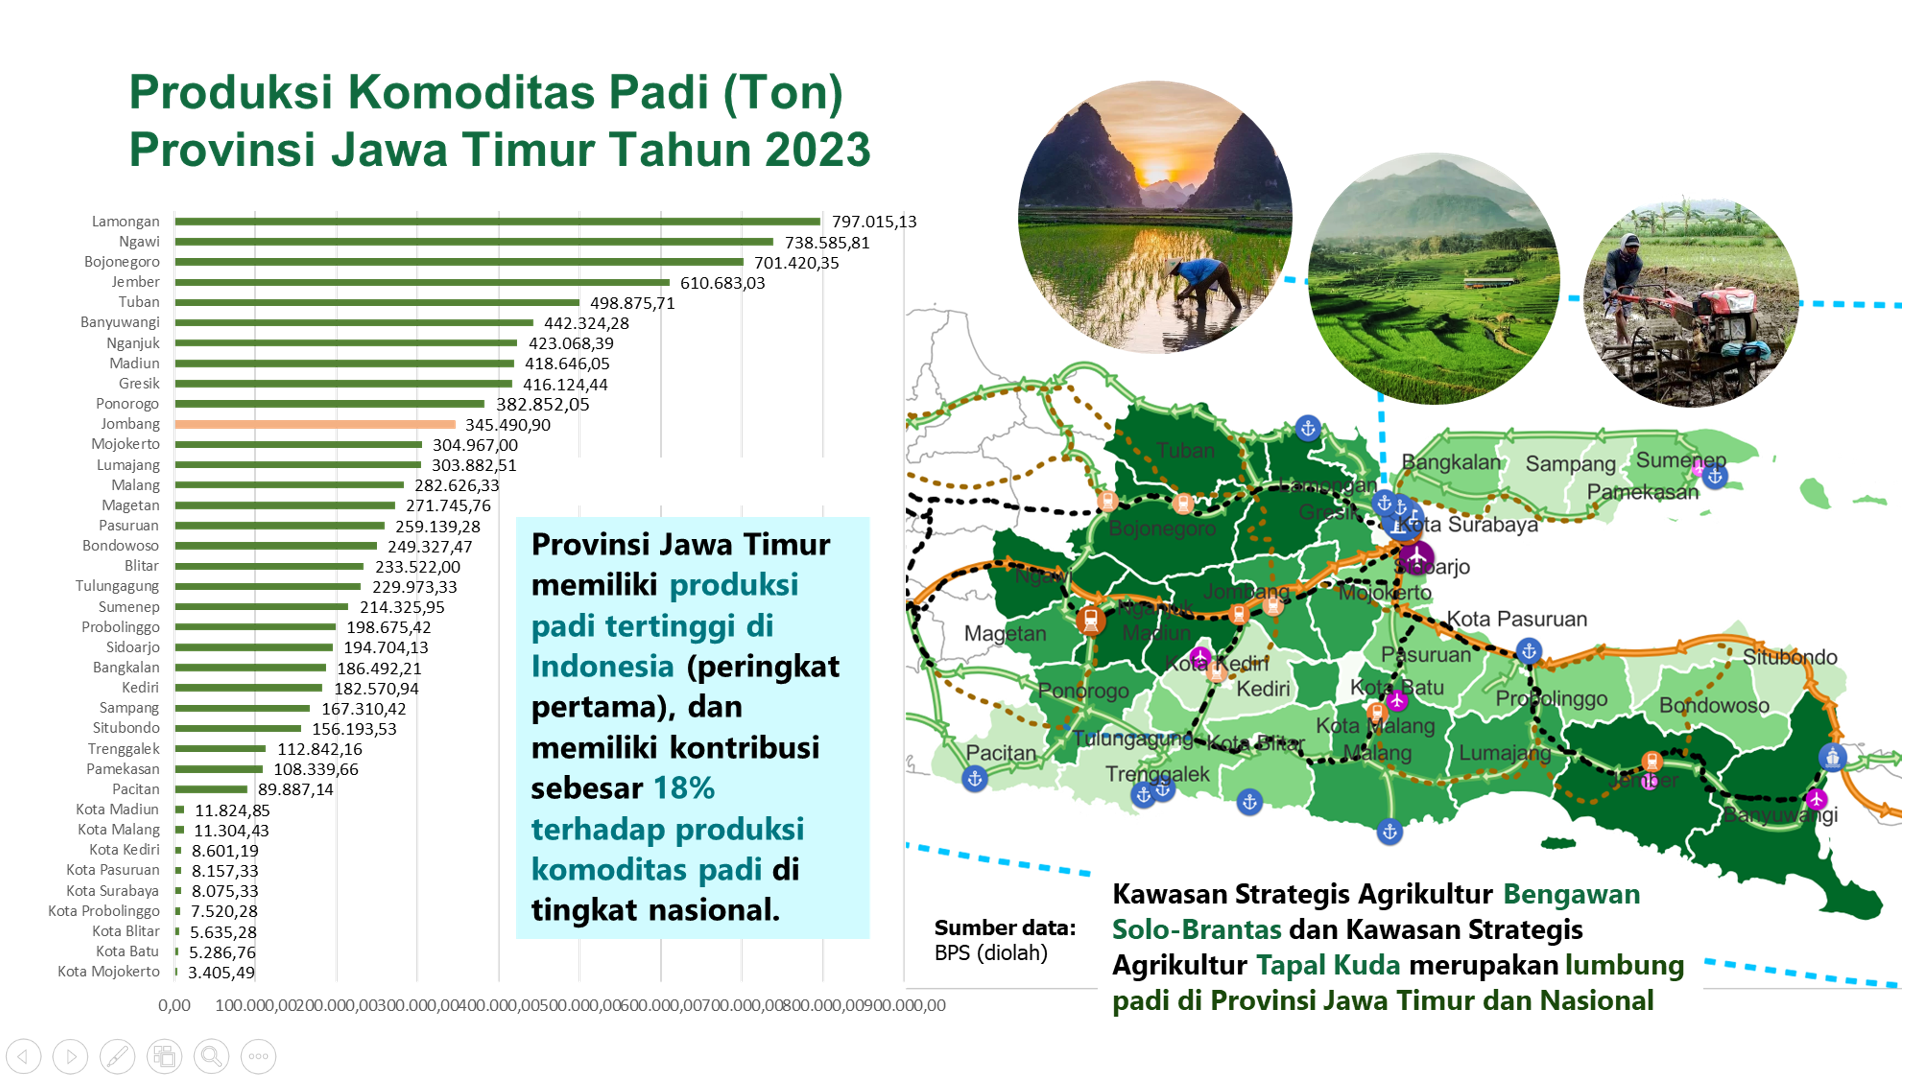 Produksi Komoditas Padi (Ton)
Provinsi Jawa Timur Tahun 2023
Lamongan 797.015,13
Ngawi 738.585,81
Bojonegoro 701.420,35
Jember 610.683,03
Tuban 498.875,71
Banyuwangi 442.324,28
Nganjuk 423.068,39
Madiun 418.646,05
Gresik 416.124,44
Ponorogo 382.852,05
Jombang 345.490,90
Mojokerto 304.967,00
Lumajang 303.882,51
Malang 282.626,33
Magetan 271.745,76
Pasuruan 259.139,28
Bondowoso 249.327,47
Blitar 233.522,00
Tulungagung 229.973,33
Sumenep 214.325,95
Probolinggo 198.675,42
Sidoarjo 194.704,13
Bangkalan 186.492,21
Kediri 182.570,94
Sampang 167.310,42
Situbondo 156.193,53
Trenggalek 112.842,16
Pamekasan 108.339,66
Pacitan 89.887,14
Kota Madiun 11.824,85
Kota Malang 11.304,43
Kota Kediri 8.601,19
Kota Pasuruan 8.157,33
Kota Surabaya 8.075,33
Kota Probolinggo 7.520,28
Kota Blitar 5.635,28
Kota Batu 5.286,76
Kota Mojokerto 3.405,49
0,00 100.000,00 200.000,00 300.000,00 400.000,00 500.000,00 600.000,00 700.000,00 800.000,00 900.000,00
Provinsi Jawa Timur
memiliki produksi
padi tertinggi di
Indonesia (peringkat
pertama), dan
memiliki kontribusi
sebesar 18%
terhadap produksi
komoditas padi di
tingkat nasional.
Tuban
Bangkalan
Sampang
Sumenep
Lamongan
Pamekasan
Gresik
Bojonegoro
Kota Surabaya
Sidoarjo
Ngawi
Jombang
Mojokerto
Nganjuk
Kota Pasuruan
Magetan
Madiun
Pasuruan
Situbondo
Kota Kediri
Kediri
Kota Batu
Ponorogo
Probolinggo
Bondowoso
Kota Malang
Tulungagung
Kota Blitar
Pacitan
Malang
Lumajang
Trenggalek
Jember
Banyuwangi
Sumber data:
BPS (diolah)
Kawasan Strategis Agrikultur Bengawan
Solo-Brantas dan Kawasan Strategis
Agrikultur Tapal Kuda merupakan lumbung
padi di Provinsi Jawa Timur dan Nasional